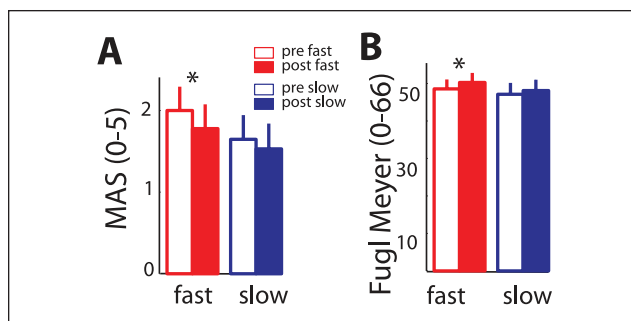 A
MAS (0-5)
2
1
0
*
pre fast
post fast
pre slow
post slow
fast slow
B
Fugl Meyer (0-66)
50
30
10
*
fast slow